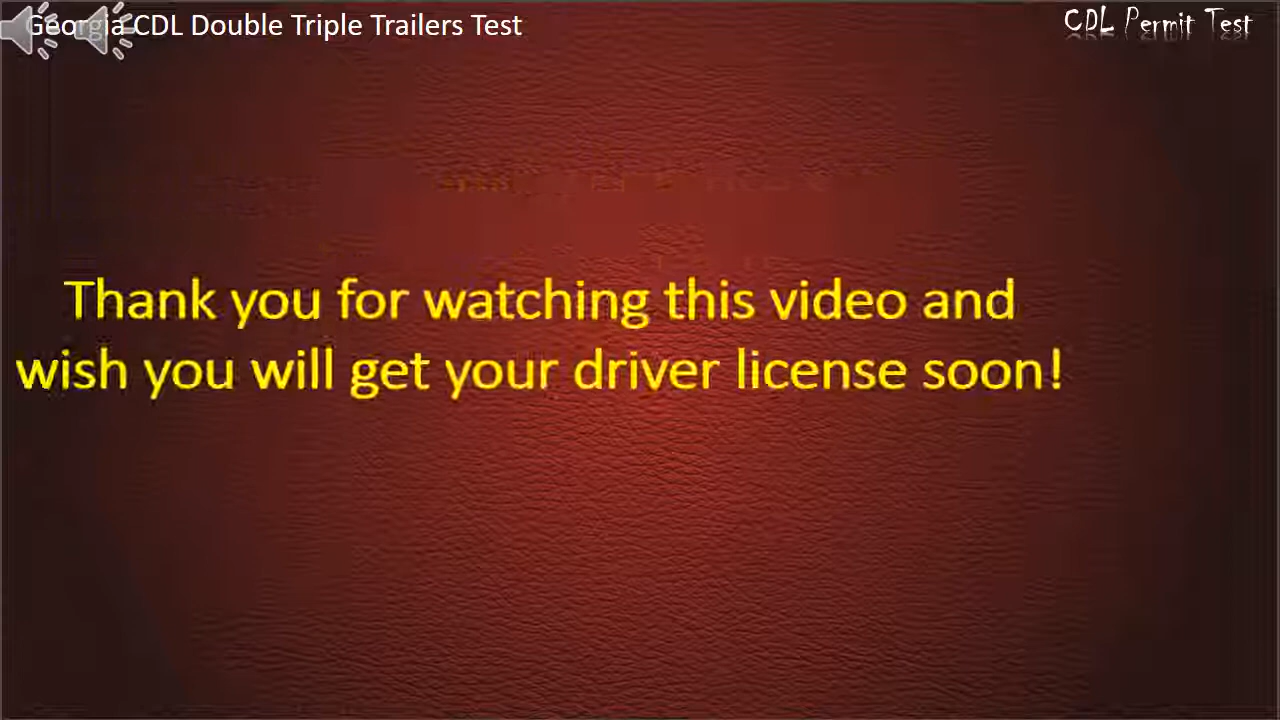 Georgia CDL Double Triple Trailers Test
CDL Permit Test
Thank you for watching this video and
wish you will get your driver license soon!